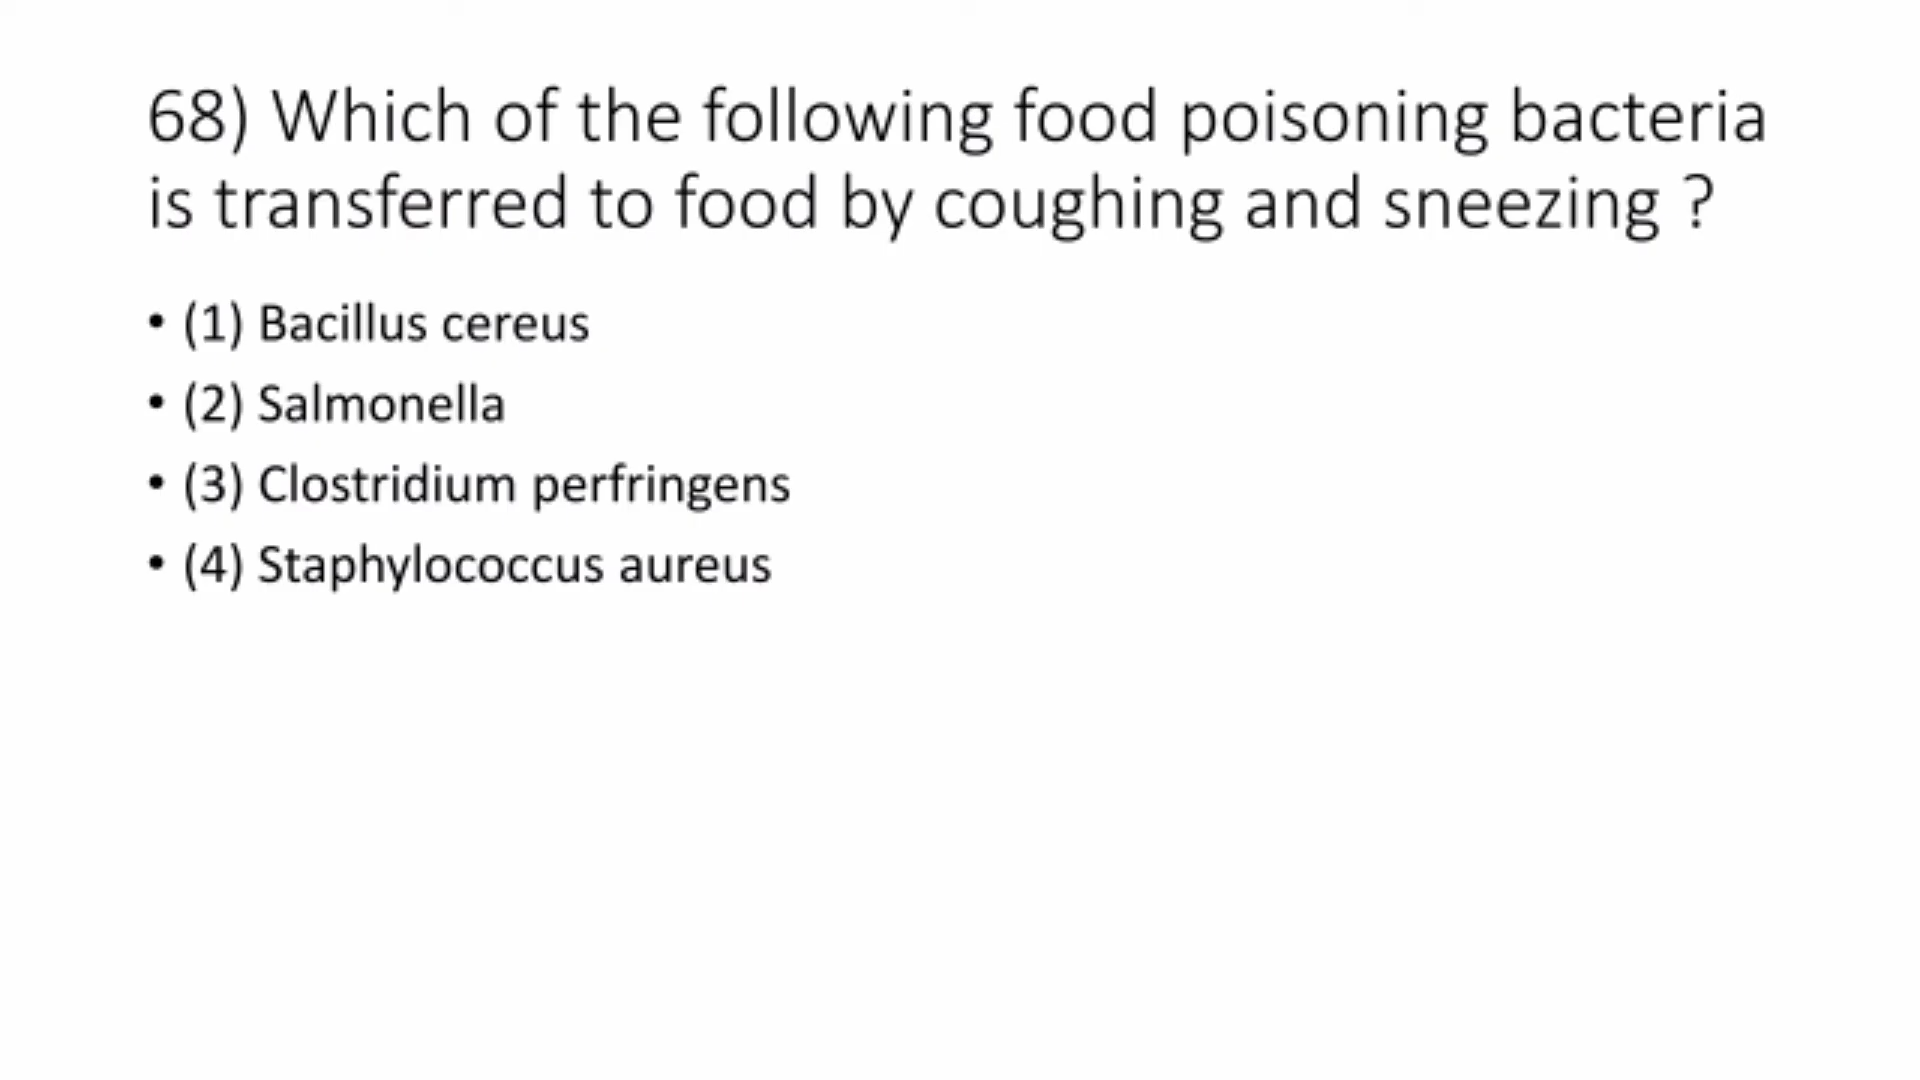 68) Which of the following food poisoning bacteria
is transferred to food by coughing and sneezing ?
• (1) Bacillus cereus
• (2) Salmonella
• (3) Clostridium perfringens
• (4) Staphylococcus aureus